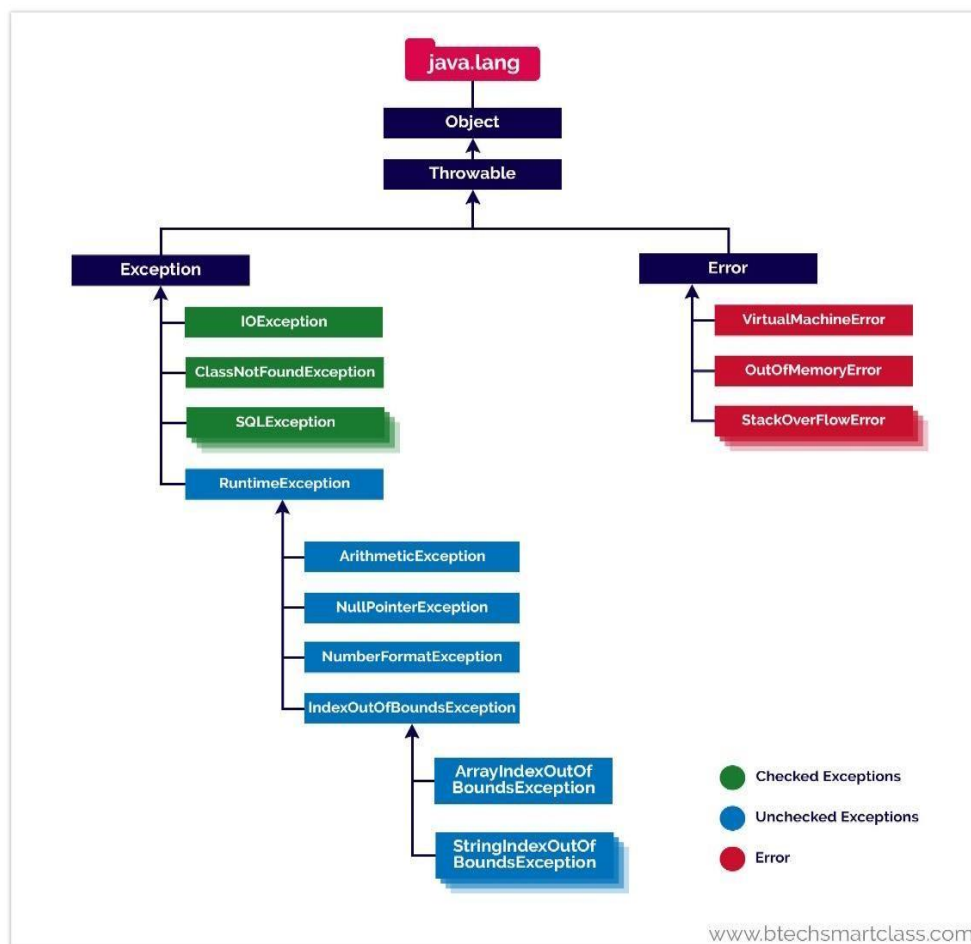 java.lang
Object
Throwable
Exception
Error
IOException
ClassNotFoundException
SQLException
RuntimeException
VirtualMachineError
OutOfMemoryError
StackOverFlowError
ArithmeticException
NullPointerException
NumberFormatException
IndexOutOfBoundsException
ArrayIndexOutOf
BoundsException
StringIndexOutOf
BoundsException
Checked Exceptions
Unchecked Exceptions
Error
www.btechsmartclass.com